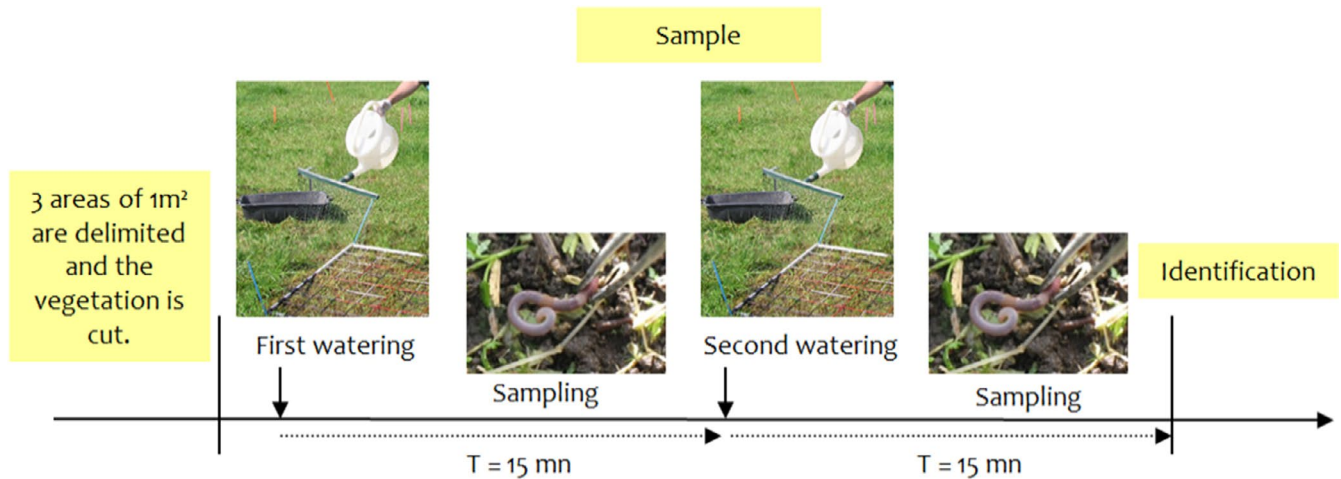 Sample
3 areas of 1m²
are delimited
and the
vegetation is
cut.
First watering
Sampling
Second watering
Sampling
Identification
T = 15 mn
T = 15 mn